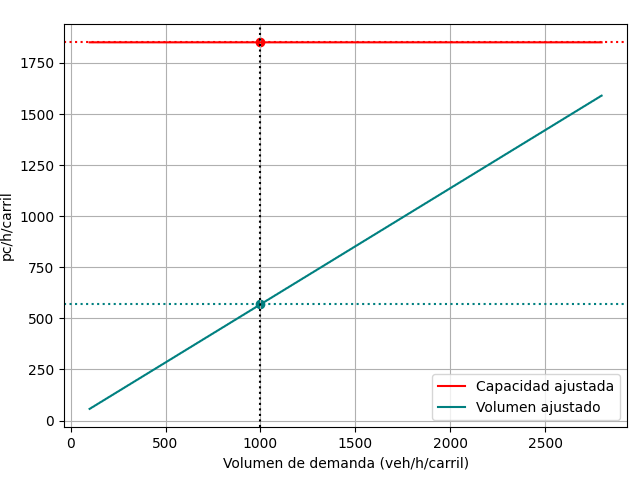 1750
1500
1250
1000
750
500
250
0
pc/h/carril
0 500 1000 1500 2000 2500
Volumen de demanda (veh/h/carril)
Capacidad ajustada
Volumen ajustado